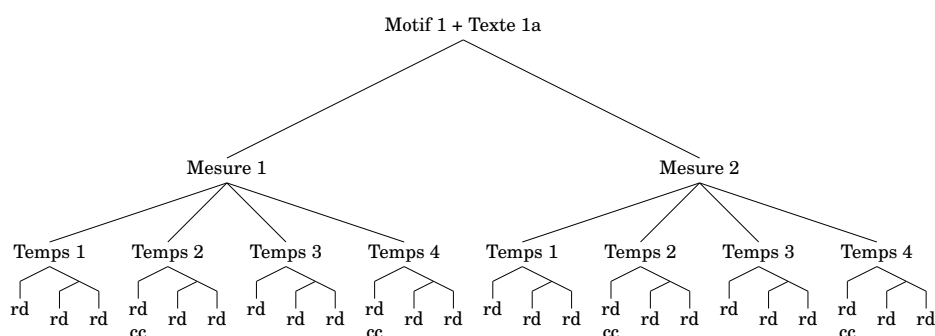 Motif 1 + Texte 1a
Mesure 1 Mesure 2
Temps 1 Temps 2 Temps 3 Temps 4 Temps 1 Temps 2 Temps 3 Temps 4
rd rd rd rd rd rd rd rd rd rd rd rd rd rd rd rd rd rd rd rd rd rd rd rd
cc cc cc cc